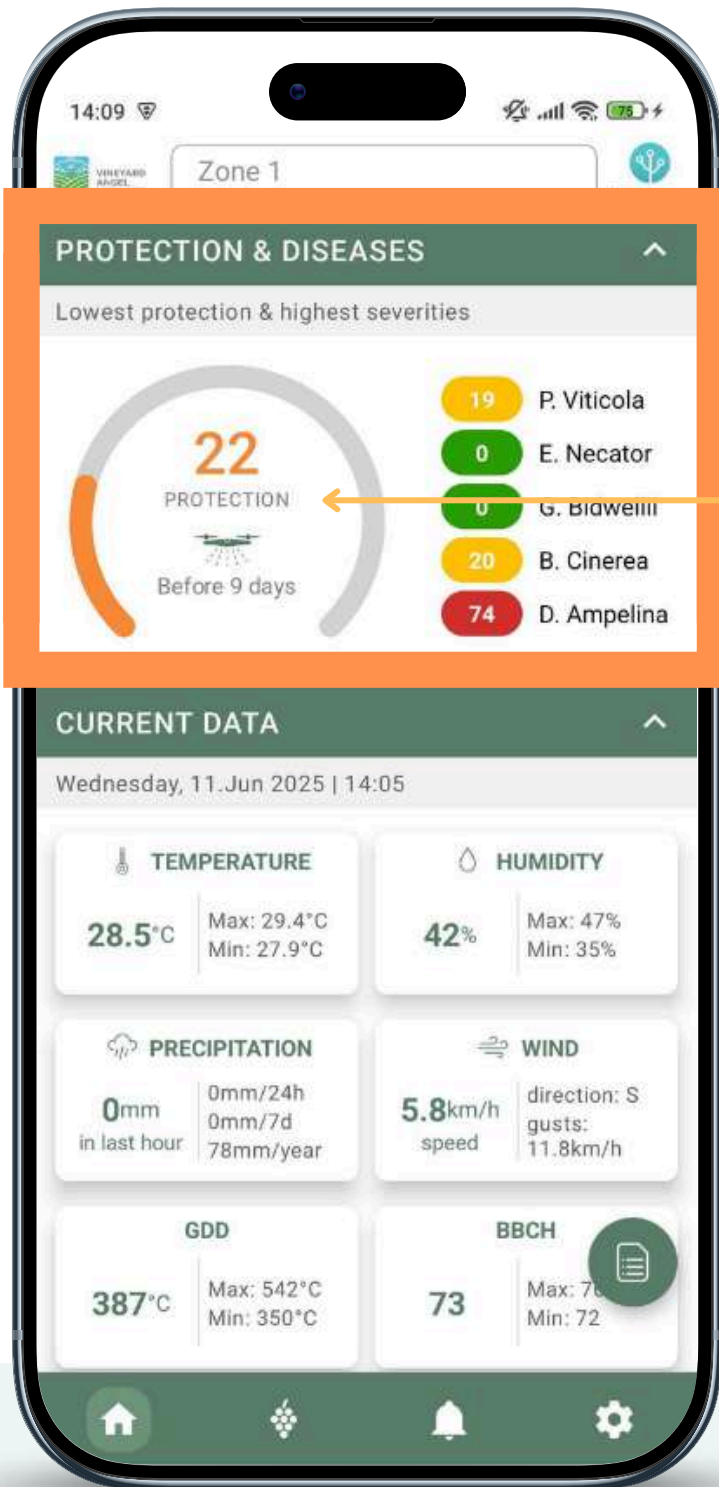 14:09
75
VINEYARD
ANGEL
Zone 1
PROTECTION & DISEASES
Lowest protection & highest severities
22
PROTECTION
Before 9 days
19 P. Viticola
0 E. Necator
0 G. Bidwellii
20 B. Cinerea
74 D. Ampelina
CURRENT DATA
Wednesday, 11.Jun 2025 | 14:05
TEMPERATURE
28.5°C
Max: 29.4°C
Min: 27.9°C
HUMIDITY
42%
Max: 47%
Min: 35%
PRECIPITATION
0mm
in last hour
0mm/24h
0mm/7d
78mm/year
WIND
5.8km/h
speed
direction: S
gusts:
11.8km/h
GDD
387°C
Max: 542°C
Min: 350°C
BBCH
73
Max:
Min: 72